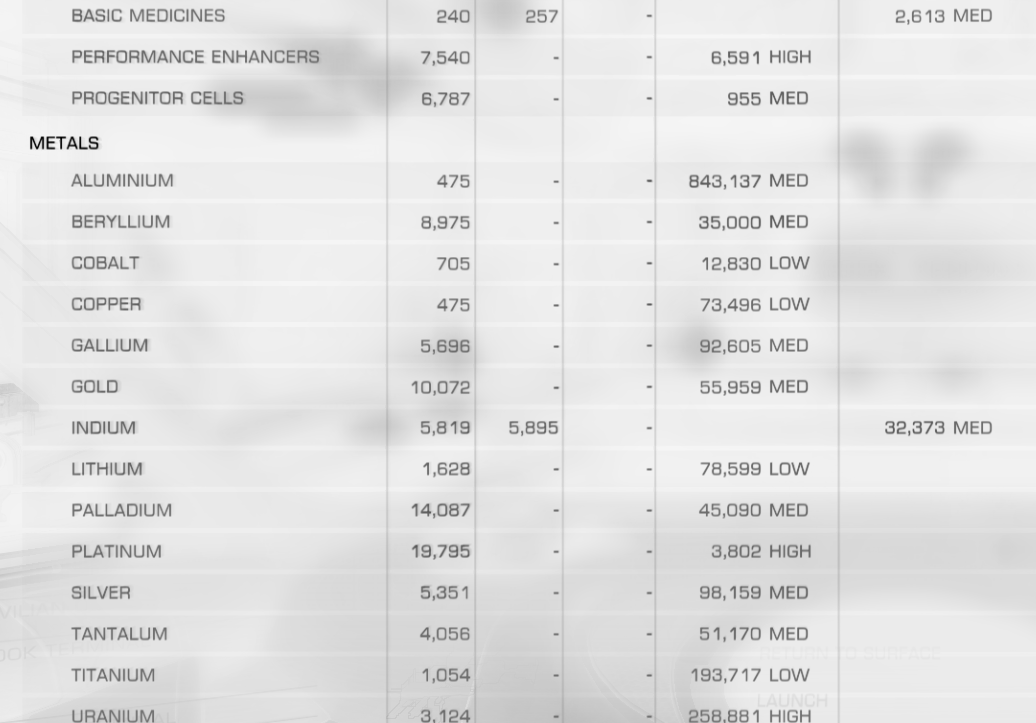 BASIC MEDICINES 240 257 - 2,613 MED
PERFORMANCE ENHANCERS 7,540 - - 6,591 HIGH
PROGENITOR CELLS 6,787 - - 955 MED
METALS
ALUMINIUM 475 - - 843,137 MED
BERYLLIUM 8,975 - - 35,000 MED
COBALT 705 - - 12,830 LOW
COPPER 475 - - 73,496 LOW
GALLIUM 5,696 - - 92,605 MED
GOLD 10,072 - - 55,959 MED
INDIUM 5,819 5,895 - 32,373 MED
LITHIUM 1,628 - - 78,599 LOW
PALLADIUM 14,087 - - 45,090 MED
PLATINUM 19,795 - - 3,802 HIGH
SILVER 5,351 - - 98,159 MED
TANTALUM 4,056 - - 51,170 MED
RETURN TO SURFACE
TITANIUM 1,054 - - 193,717 LOW
LAUNCH
URANIUM 3,124 - - 258,881 HIGH